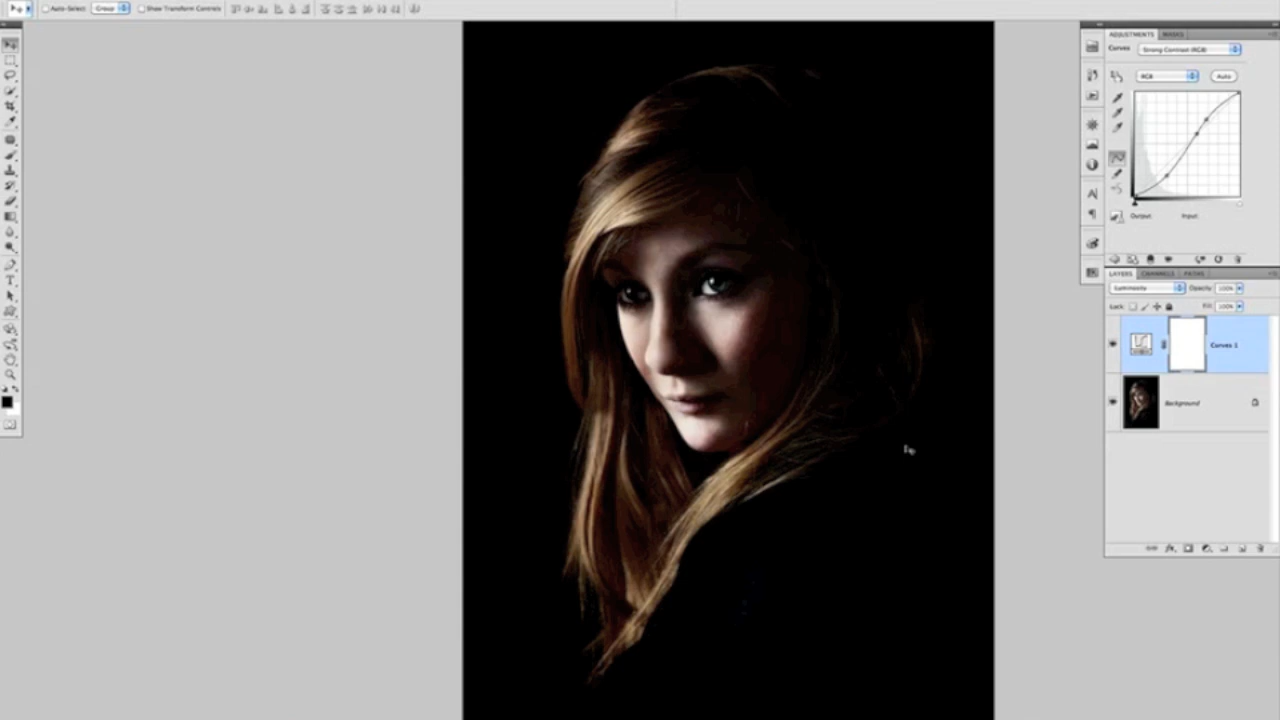 Auto-Select: Group Show Transform Controls
ADJUSTMENTS MASKS
Curves Strong Contrast (RGB)
RGB Auto
Output: Input:
LAYERS CHANNELS PATHS
Luminosity Opacity: 100%
Lock: Fill: 100%
Curves 1
Background